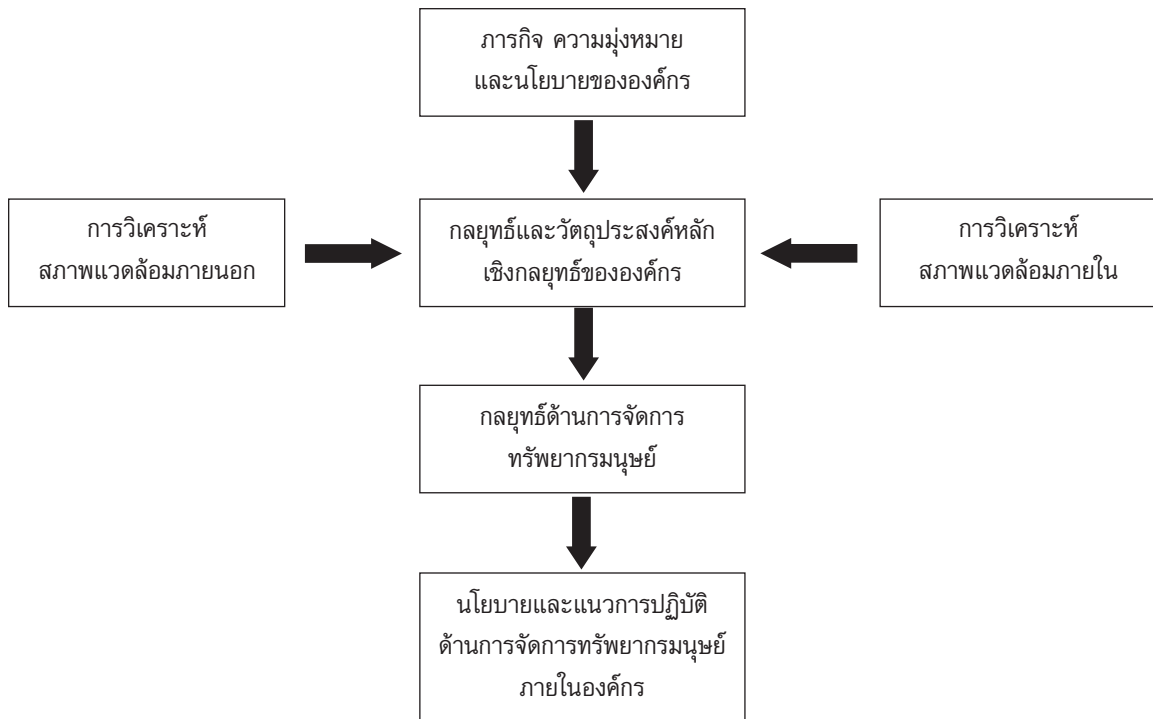 ภารกิจ ความมุ่งหมาย
และนโยบายขององค์กร
การวิเคราะห์
สภาพแวดล้อมภายนอก
กลยุทธ์และวัตถุประสงค์หลัก
เชิงกลยุทธ์ขององค์กร
การวิเคราะห์
สภาพแวดล้อมภายใน
กลยุทธ์ด้านการจัดการ
ทรัพยากรมนุษย์
นโยบายและแนวการปฏิบัติ
ด้านการจัดการทรัพยากรมนุษย์
ภายในองค์กร